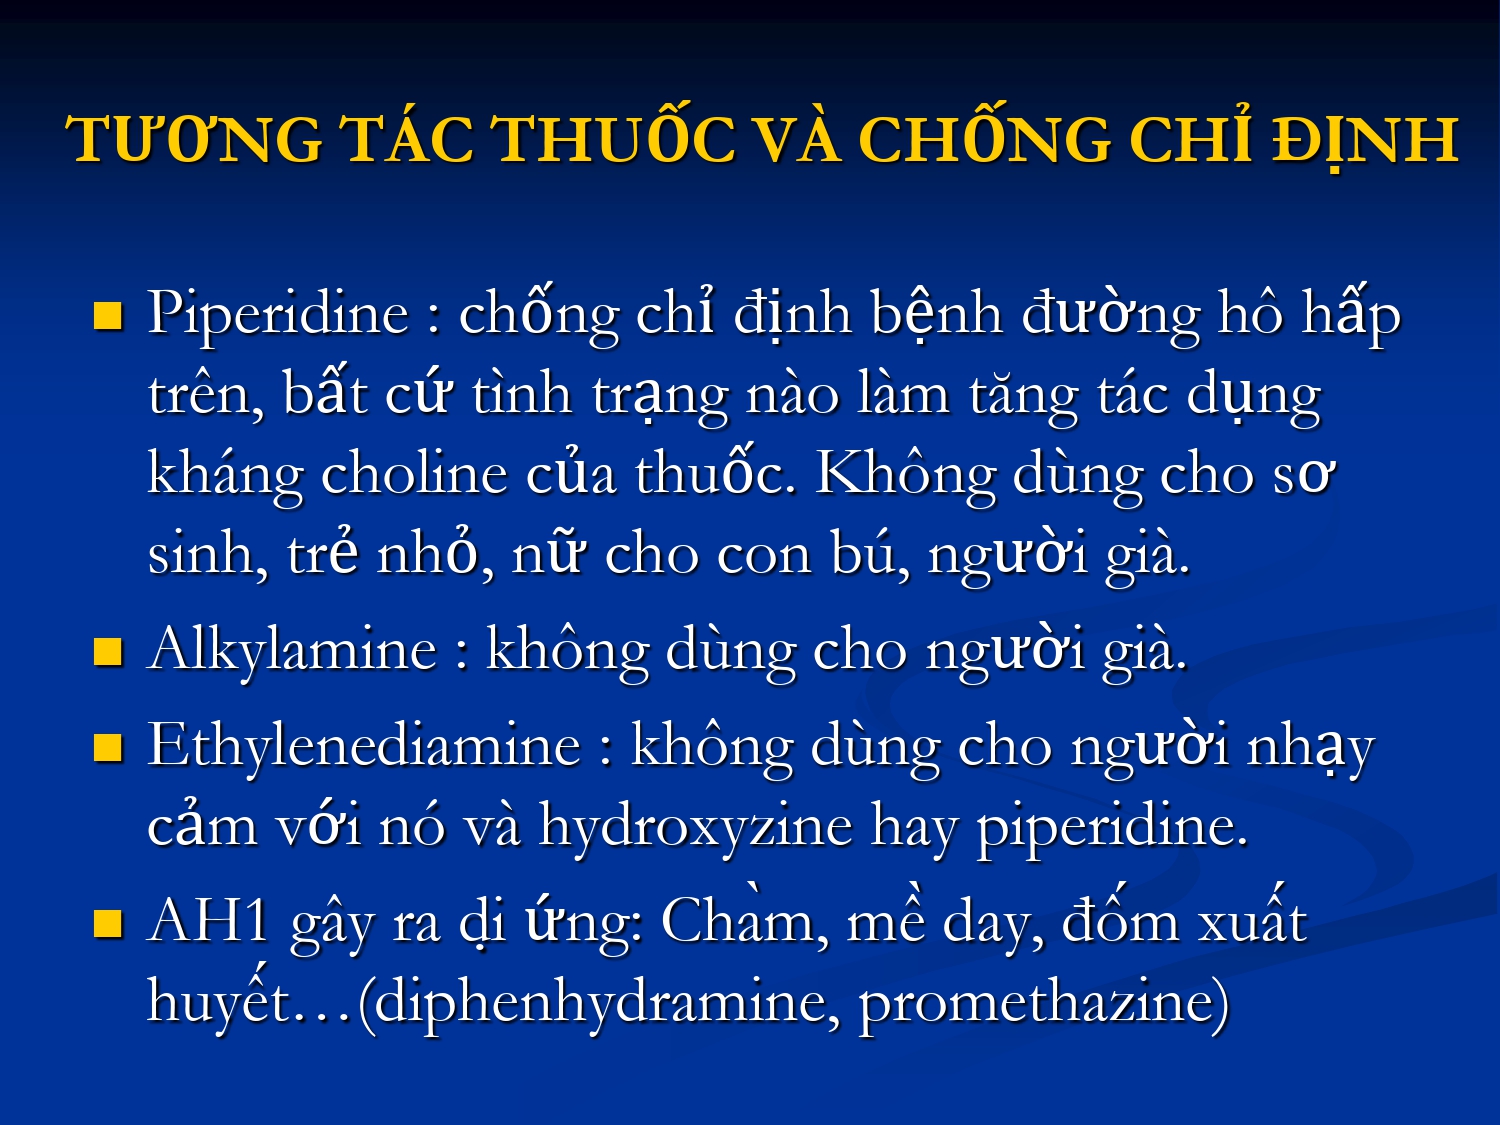 TƯƠNG TÁC THUỐC VÀ CHỐNG CHỈ ĐỊNH
Piperidine : chống chỉ định bệnh đường hô hấp
trên, bất cứ tình trạng nào làm tăng tác dụng
kháng choline của thuốc. Không dùng cho sơ
sinh, trẻ nhỏ, nữ cho con bú, người già.
Alkylamine : không dùng cho người già.
Ethylenediamine : không dùng cho người nhạy
cảm với nó và hydroxyzine hay piperidine.
AH1 gây ra dị ứng: Chàm, mề day, đốm xuất
huyết…(diphenhydramine, promethazine)